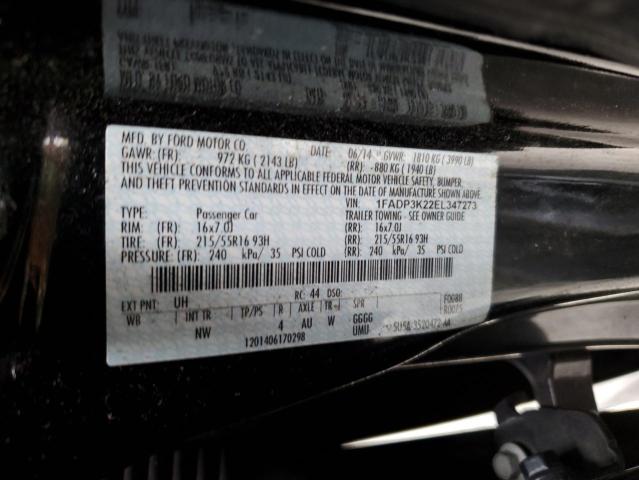 MFD. BY FORD MOTOR CO.
DATE: 06/14 GVWR: 1810 KG ( 3990 LB)
GAWR: (FR): 972 KG ( 2143 LB) (RR): 880 KG ( 1940 LB)
THIS VEHICLE CONFORMS TO ALL APPLICABLE FEDERAL MOTOR VEHICLE SAFETY, BUMPER,
AND THEFT PREVENTION STANDARDS IN EFFECT ON THE DATE OF MANUFACTURE SHOWN ABOVE.
1FADP3K22EL347273
TYPE: Passenger Car TRAILER TOWING - SEE OWNER GUIDE
RIM: (FR): 16x7.0J (RR): 16x7.0J
TIRE: (FR): 215/55R16 93H (RR): 215/55R16 93H
PRESSURE: (FR): 240 kPa/ 35 PSI COLD (RR): 240 kPa/ 35 PSI COLD
EXT PNT: UH RC: 44 DSO: F0088
WB INT TR TP/PS R AXLE TR SPR R0075
NW 4 AU W GGGG
1201406170298 UMU